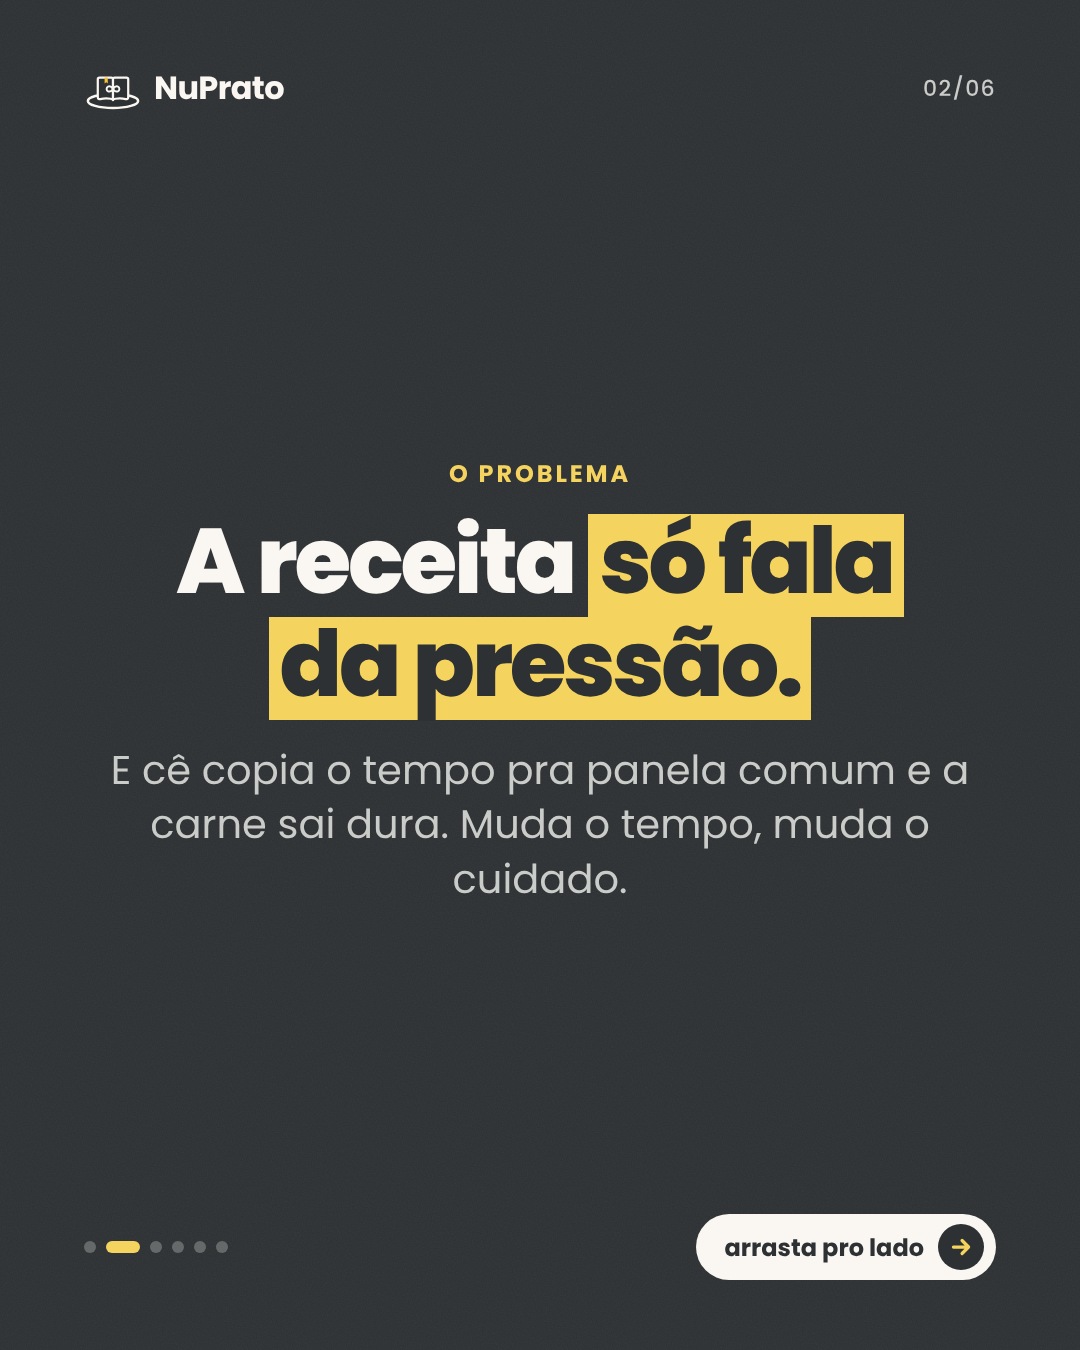 NuPrato
02/06
O PROBLEMA
A receita só fala
da pressão.
E cê copia o tempo pra panela comum e a
carne sai dura. Muda o tempo, muda o
cuidado.
arrasta pro lado